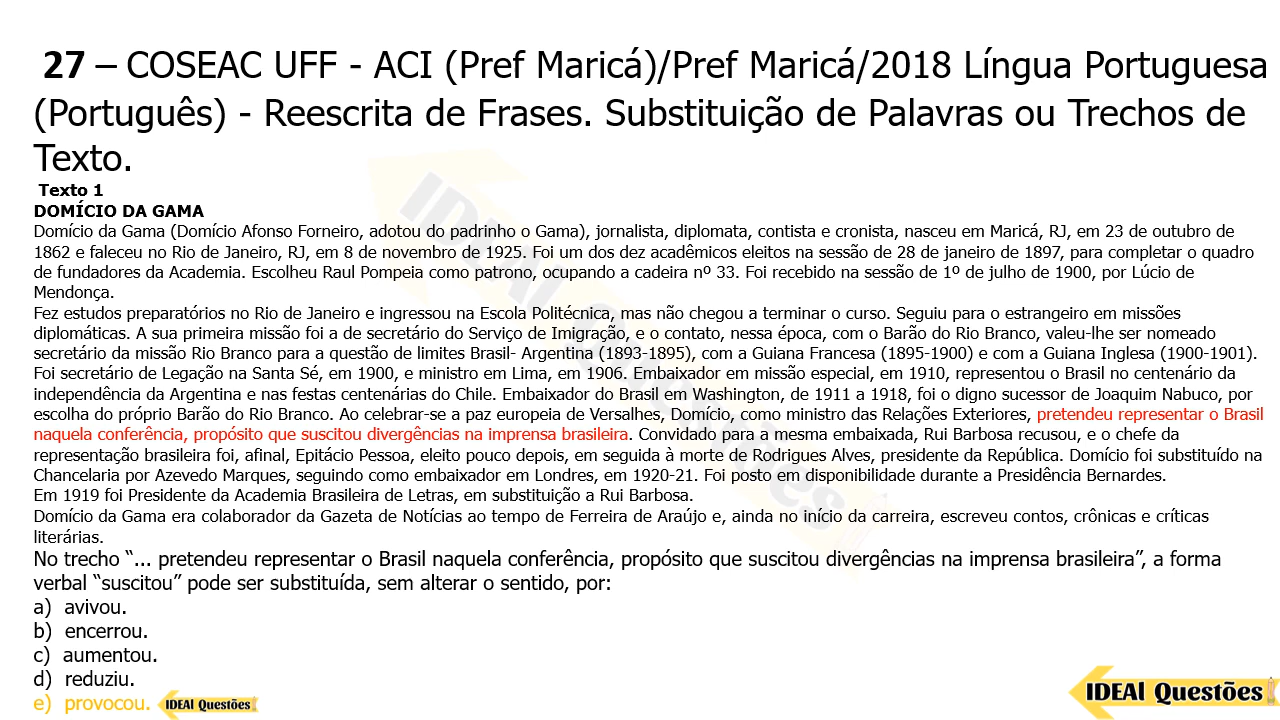 27 – COSEAC UFF - ACI (Pref Maricá)/Pref Maricá/2018 Língua Portuguesa
(Português) - Reescrita de Frases. Substituição de Palavras ou Trechos de
Texto.
Texto 1
DOMÍCIO DA GAMA
Domício da Gama (Domício Afonso Forneiro, adotou do padrinho o Gama), jornalista, diplomata, contista e cronista, nasceu em Maricá, RJ, em 23 de outubro de
1862 e faleceu no Rio de Janeiro, RJ, em 8 de novembro de 1925. Foi um dos dez acadêmicos eleitos na sessão de 28 de janeiro de 1897, para completar o quadro
de fundadores da Academia. Escolheu Raul Pompeia como patrono, ocupando a cadeira nº 33. Foi recebido na sessão de 1º de julho de 1900, por Lúcio de
Mendonça.
Fez estudos preparatórios no Rio de Janeiro e ingressou na Escola Politécnica, mas não chegou a terminar o curso. Seguiu para o estrangeiro em missões
diplomáticas. A sua primeira missão foi a de secretário do Serviço de Imigração, e o contato, nessa época, com o Barão do Rio Branco, valeu-lhe ser nomeado
secretário da missão Rio Branco para a questão de limites Brasil- Argentina (1893-1895), com a Guiana Francesa (1895-1900) e com a Guiana Inglesa (1900-1901).
Foi secretário de Legação na Santa Sé, em 1900, e ministro em Lima, em 1906. Embaixador em missão especial, em 1910, representou o Brasil no centenário da
independência da Argentina e nas festas centenárias do Chile. Embaixador do Brasil em Washington, de 1911 a 1918, foi o digno sucessor de Joaquim Nabuco, por
escolha do próprio Barão do Rio Branco. Ao celebrar-se a paz europeia de Versalhes, Domício, como ministro das Relações Exteriores, pretendeu representar o Brasil
naquela conferência, propósito que suscitou divergências na imprensa brasileira. Convidado para a mesma embaixada, Rui Barbosa recusou, e o chefe da
representação brasileira foi, afinal, Epitácio Pessoa, eleito pouco depois, em seguida à morte de Rodrigues Alves, presidente da República. Domício foi substituído na
Chancelaria por Azevedo Marques, seguindo como embaixador em Londres, em 1920-21. Foi posto em disponibilidade durante a Presidência Bernardes.
Em 1919 foi Presidente da Academia Brasileira de Letras, em substituição a Rui Barbosa.
Domício da Gama era colaborador da Gazeta de Notícias ao tempo de Ferreira de Araújo e, ainda no início da carreira, escreveu contos, crônicas e críticas
literárias.
No trecho “... pretendeu representar o Brasil naquela conferência, propósito que suscitou divergências na imprensa brasileira”, a forma
verbal “suscitou” pode ser substituída, sem alterar o sentido, por:
a) avivou.
b) encerrou.
c) aumentou.
d) reduziu.
e) provocou. IDEAl Questões
IDEAl Questões
IDEAl Questões